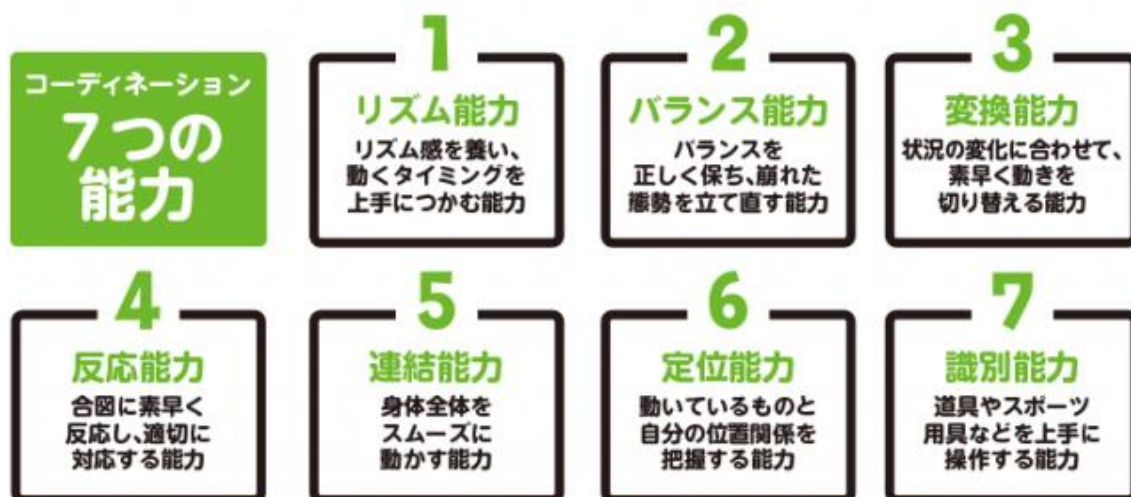 コーディネーション
7つの
能力
1
リズム能力
リズム感を養い、
動くタイミングを
上手につかむ能力
2
バランス能力
バランスを
正しく保ち、崩れた
態勢を立て直す能力
3
変換能力
状況の変化に合わせて、
素早く動きを
切り替える能力
4
反応能力
合図に素早く
反応し、適切に
対応する能力
5
連結能力
身体全体を
スムーズに
動かす能力
6
定位能力
動いているものと
自分の位置関係を
把握する能力
7
識別能力
道具やスポーツ
用具などを上手に
操作する能力